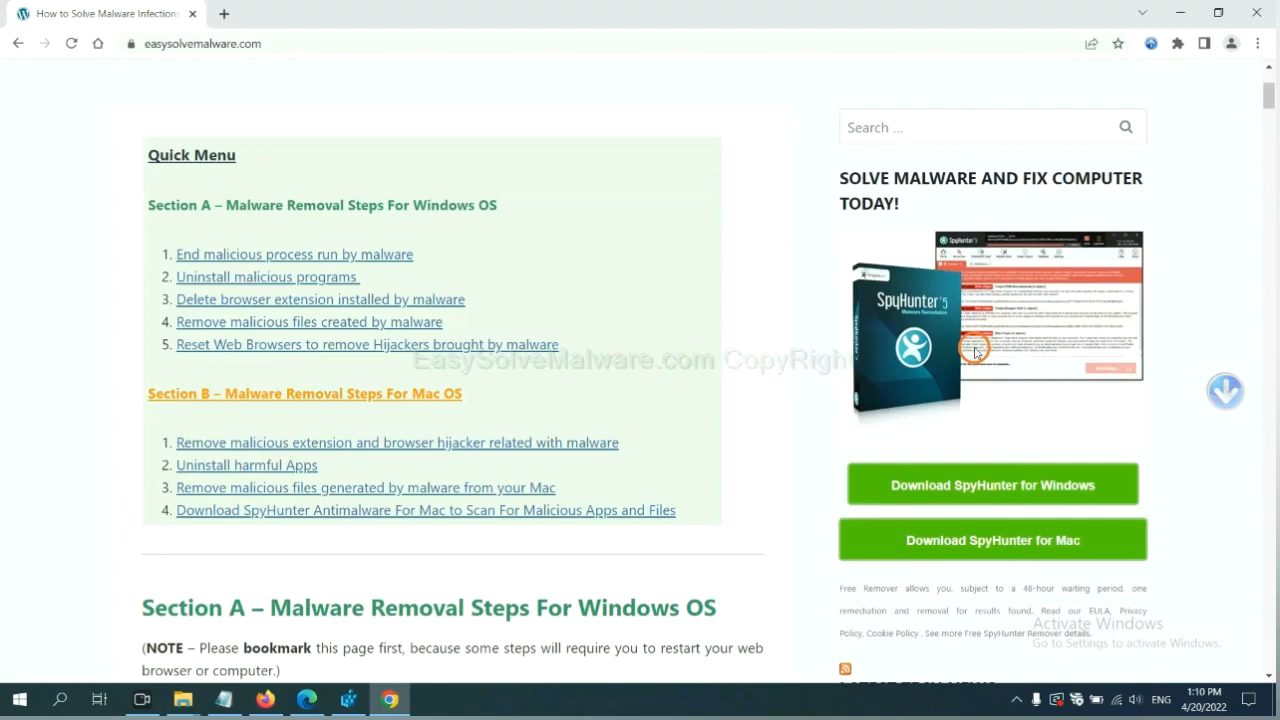 How to Solve Malware Infections
easysolvemalware.com
Quick Menu
Section A – Malware Removal Steps For Windows OS
1. End malicious process run by malware
2. Uninstall malicious programs
3. Delete browser extension installed by malware
4. Remove malicious files created by malware
5. Reset Web Hijackers brought by malware
CopyRight
Section B – Malware Removal Steps For Mac OS
1. Remove malicious extension and browser hijacker related with malware
2. Uninstall harmful Apps
3. Remove malicious files generated by malware from your Mac
4. Download SpyHunter Antimalware For Mac to Scan For Malicious Apps and Files
Section A – Malware Removal Steps For Windows OS
(NOTE – Please bookmark this page first, because some steps will require you to restart your web
browser or computer.)
Search ...
SOLVE MALWARE AND FIX COMPUTER
TODAY!
SpyHunter 5
SpyHunter 5
Malware Remediation
Download SpyHunter for Windows
Download SpyHunter for Mac
Free Remover allows you, subject to a 48-hour waiting period, one
remediation and removal for results found. Read our EULA, Privacy
Policy, Cookie Policy . See more Free SpyHunter Remover details.
Activate Windows
Go to Settings to activate Windows.
ENG
1:10 PM
4/20/2022